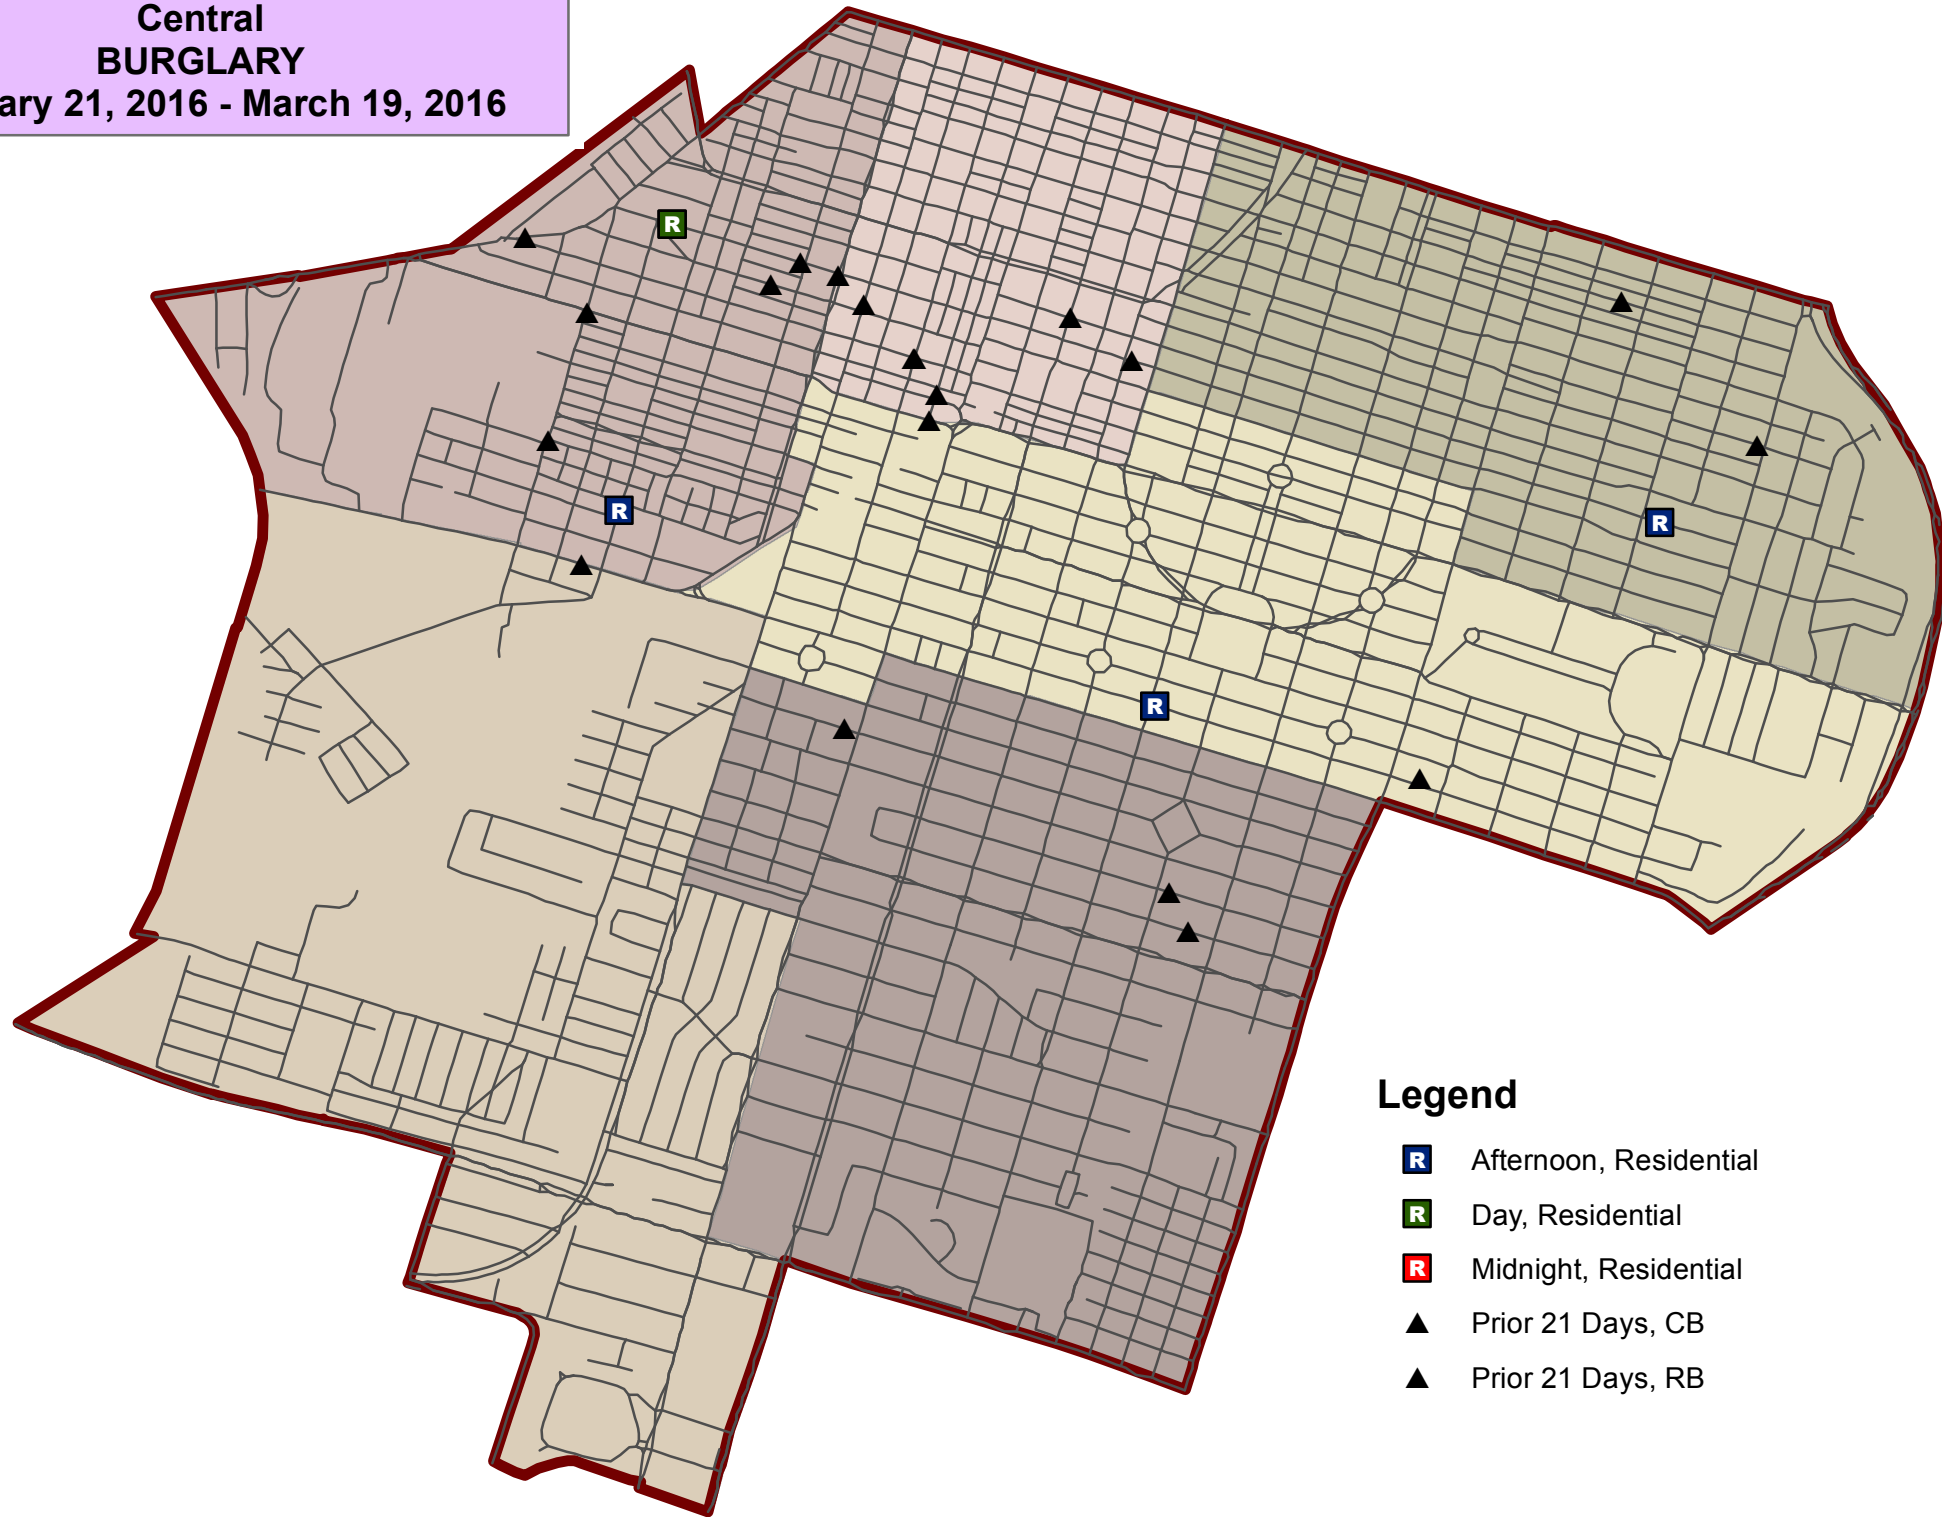 Central
BURGLARY
ary 21, 2016 - March 19, 2016
R
R
R
R
Legend
R Afternoon, Residential
R Day, Residential
R Midnight, Residential
Prior 21 Days, CB
Prior 21 Days, RB